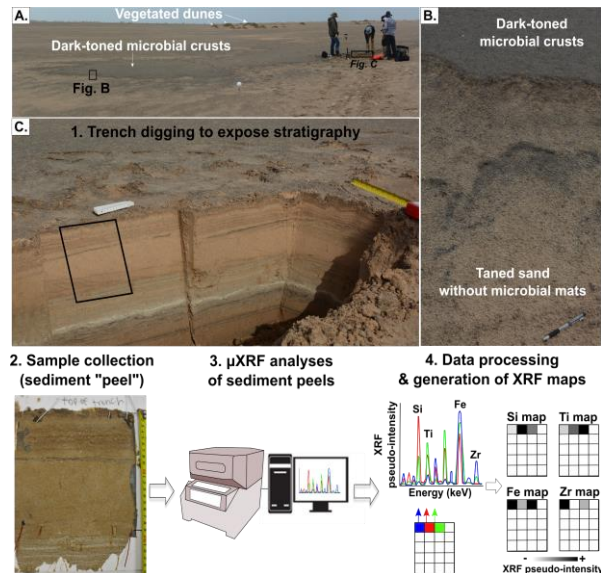 A.
Vegetated dunes
Dark-toned microbial crusts
Fig. B
Fig. C
B.
Dark-toned
microbial crusts
Taned sand
without microbial mats
C.
1. Trench digging to expose stratigraphy
2. Sample collection
(sediment "peel")
top of trench
3. µXRF analyses
of sediment peels
4. Data processing
& generation of XRF maps
XRF
pseudo-intensity
Si
Ti
Fe
Zr
Energy (keV)
Si map
Ti map
Fe map
Zr map
- +
XRF pseudo-intensity